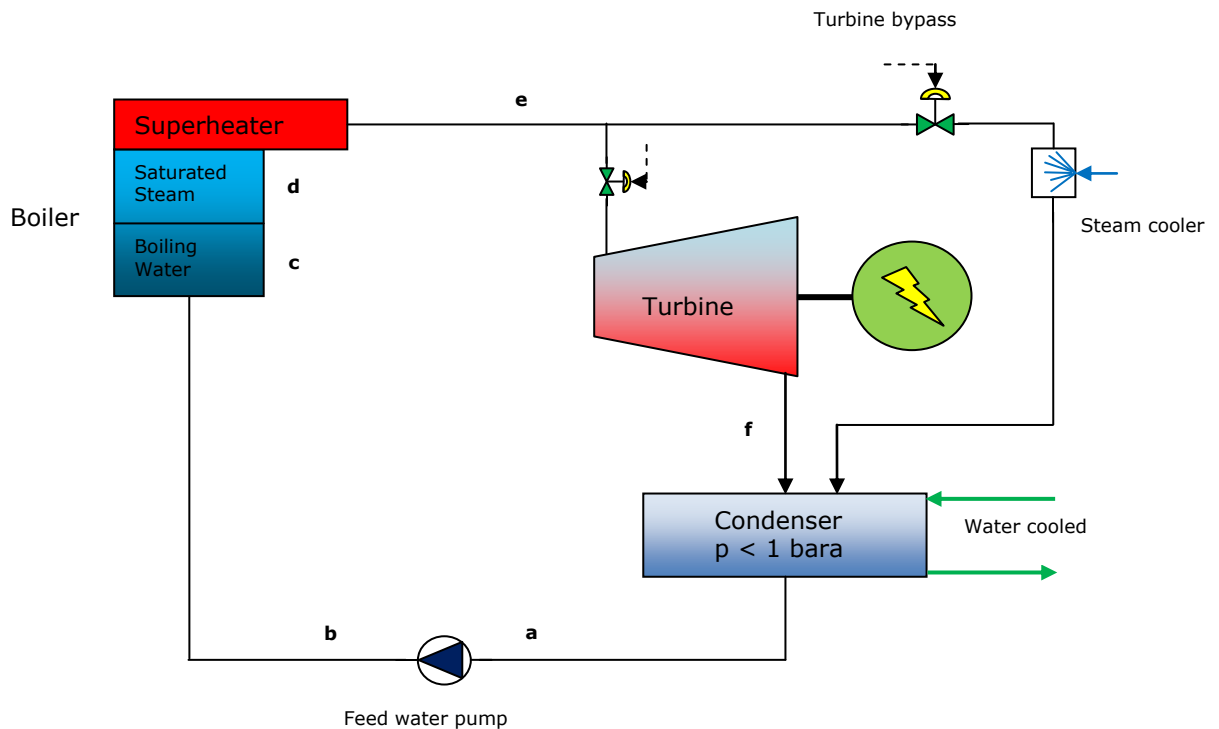 Turbine bypass
e
Superheater
Saturated
Steam
d
Boiler
Steam cooler
Boiling
Water
c
Turbine
f
Condenser
p < 1 bara
Water cooled
b
a
Feed water pump